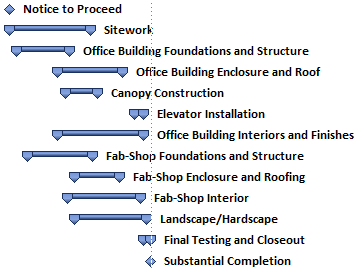 Notice to Proceed
Sitework
Office Building Foundations and Structure
Office Building Enclosure and Roof
Canopy Construction
Elevator Installation
Office Building Interiors and Finishes
Fab-Shop Foundations and Structure
Fab-Shop Enclosure and Roofing
Fab-Shop Interior
Landscape/Hardscape
Final Testing and Closeout
Substantial Completion